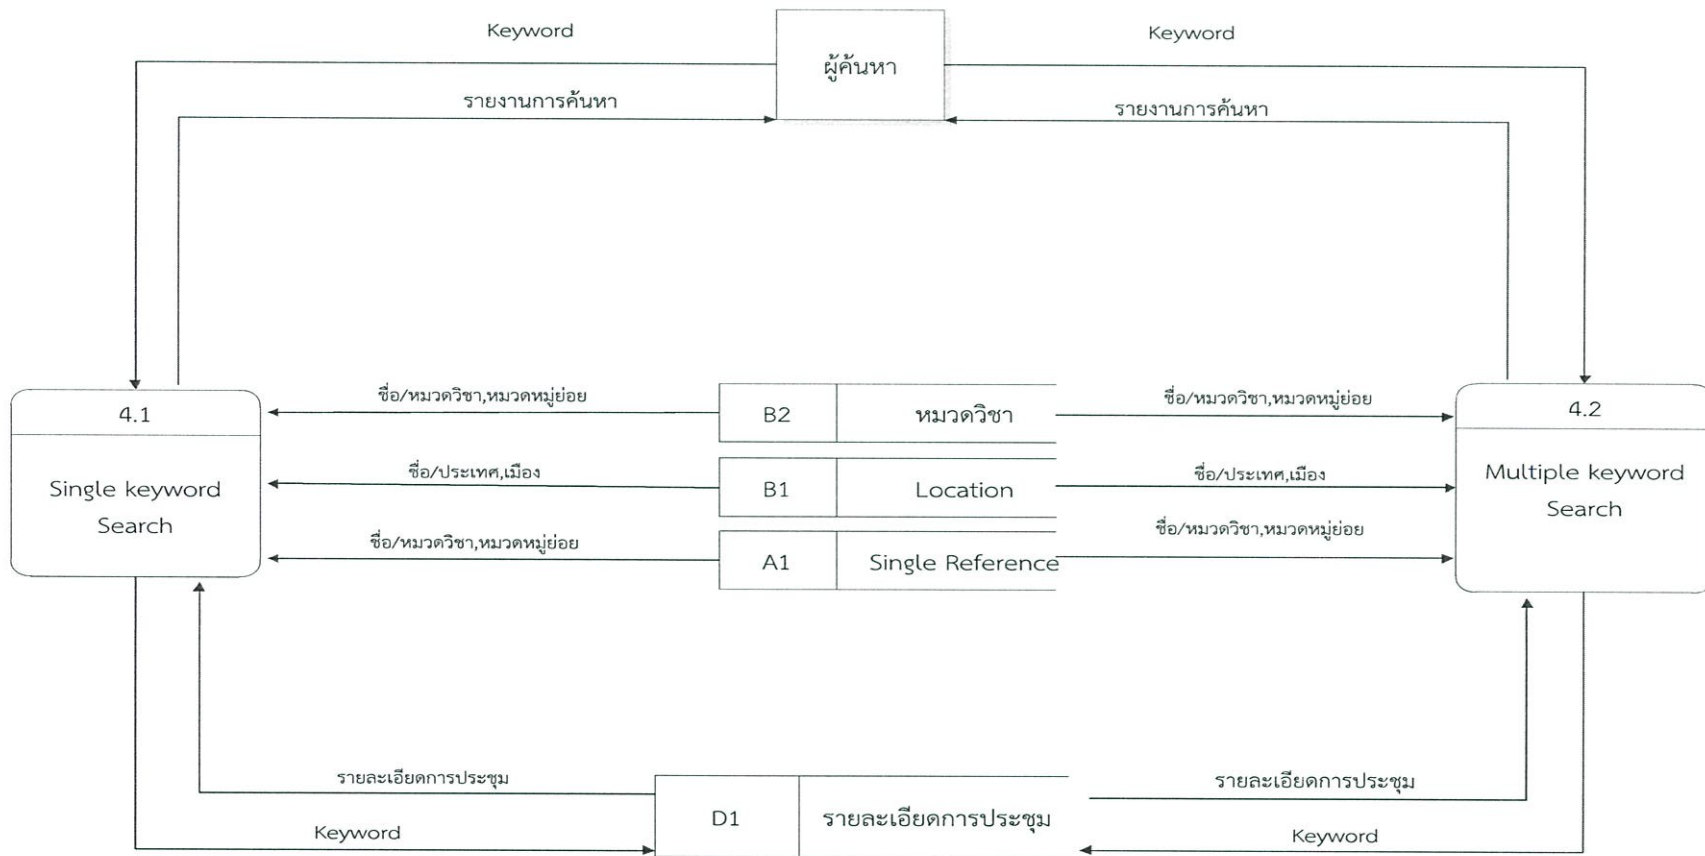 Keyword
Keyword
ผู้ค้นหา
รายงานการค้นหา
รายงานการค้นหา
4.1
Single keyword
Search
ชื่อ/หมวดวิชา,หมวดหมู่ย่อย
B2
หมวดวิชา
ชื่อ/หมวดวิชา,หมวดหมู่ย่อย
ชื่อ/ประเทศ,เมือง
B1
Location
ชื่อ/ประเทศ,เมือง
ชื่อ/หมวดวิชา,หมวดหมู่ย่อย
A1
Single Reference
ชื่อ/หมวดวิชา,หมวดหมู่ย่อย
4.2
Multiple keyword
Search
รายละเอียดการประชุม
D1
รายละเอียดการประชุม
รายละเอียดการประชุม
Keyword
Keyword